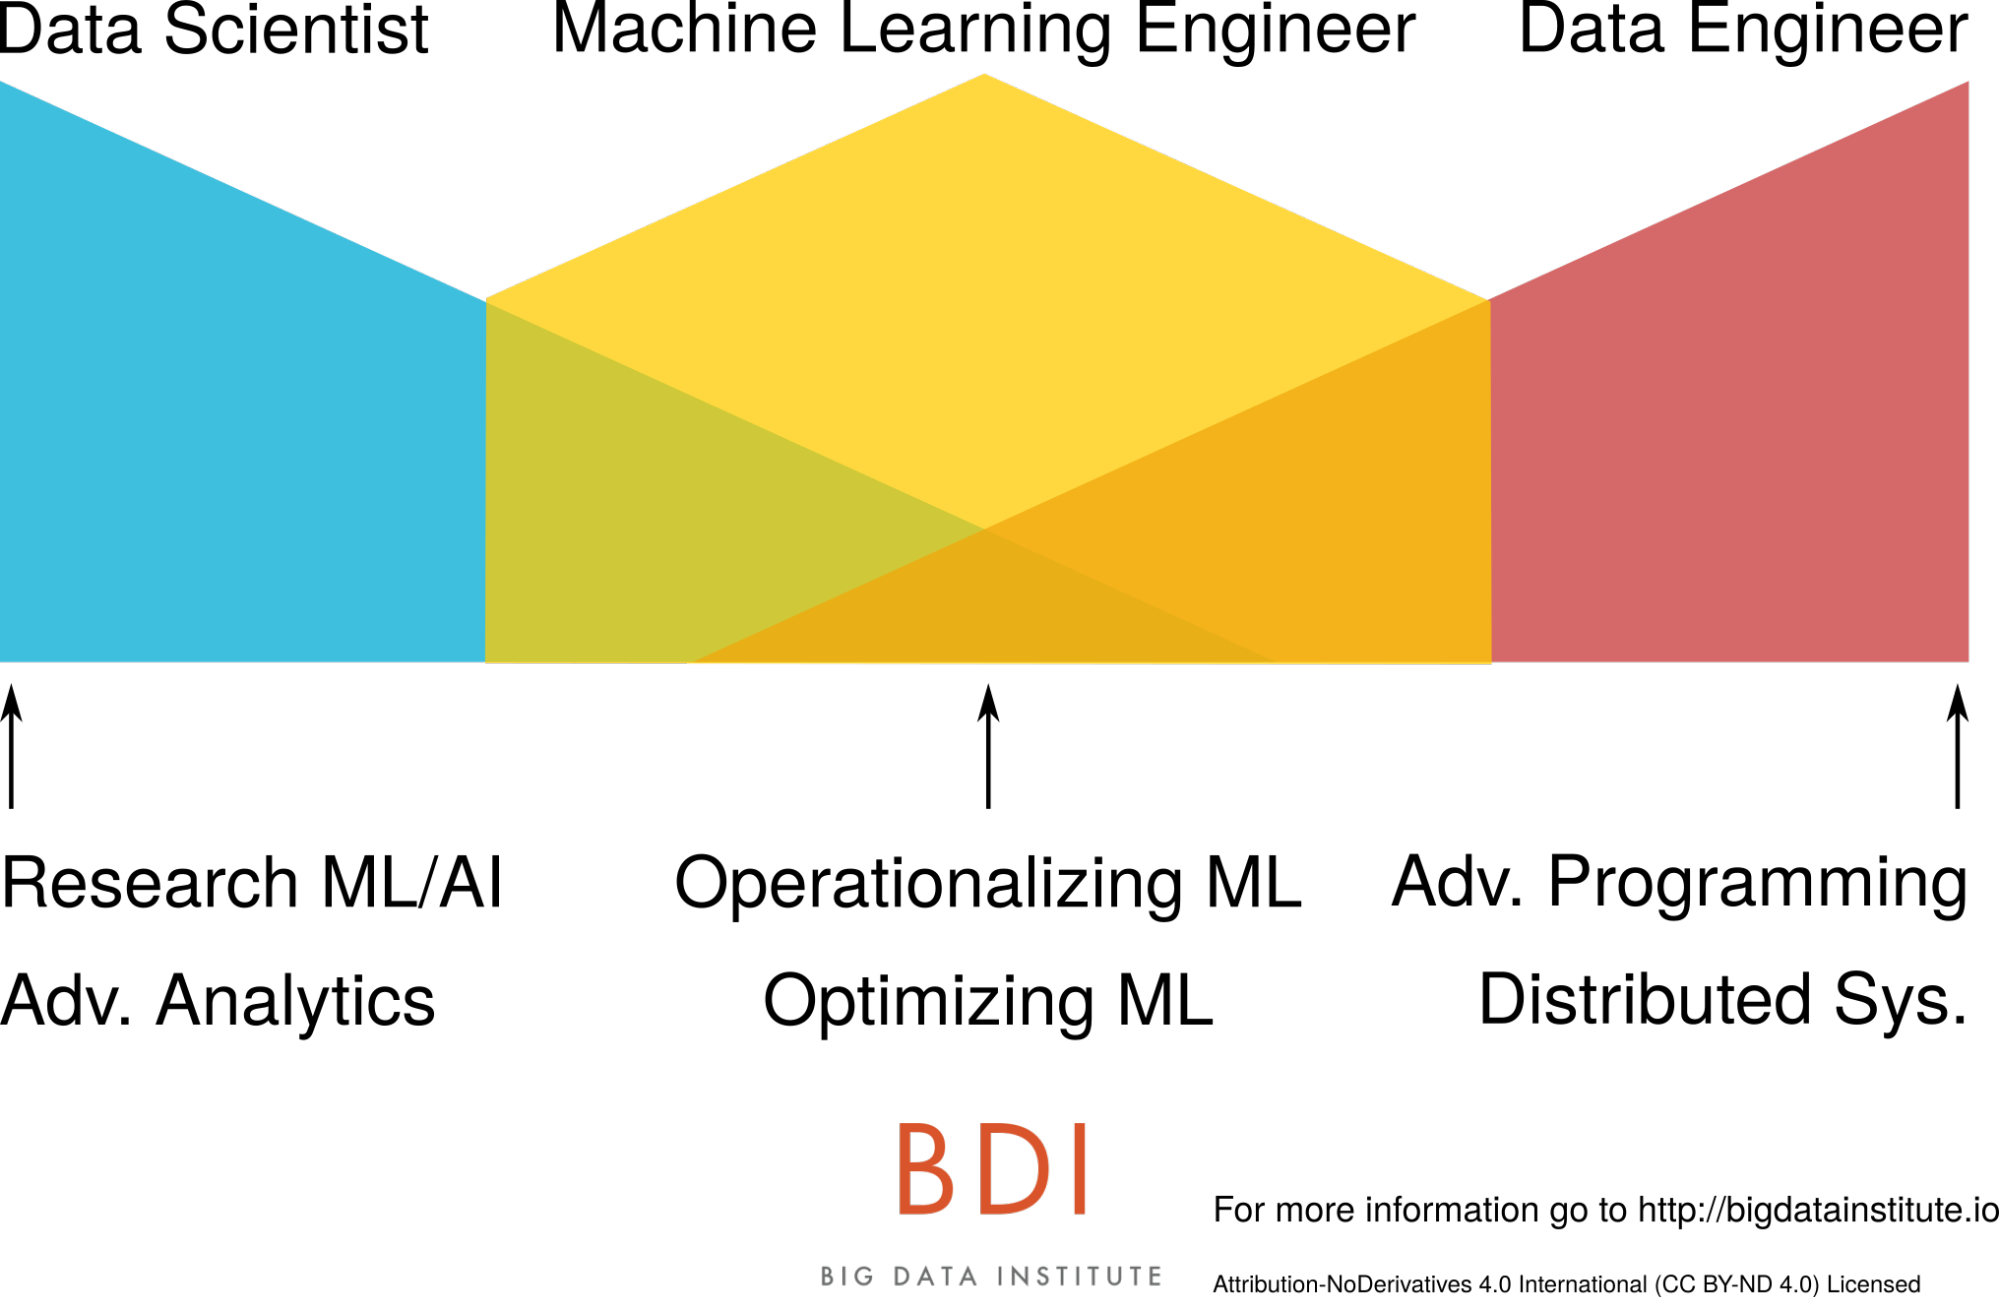 Data Scientist
Machine Learning Engineer
Data Engineer
Research ML/AI
Operationalizing ML
Adv. Programming
Adv. Analytics
Optimizing ML
Distributed Sys.
BDI
BIG DATA INSTITUTE
For more information go to http://bigdatainstitute.io
Attribution-NoDerivatives 4.0 International (CC BY-ND 4.0) Licensed